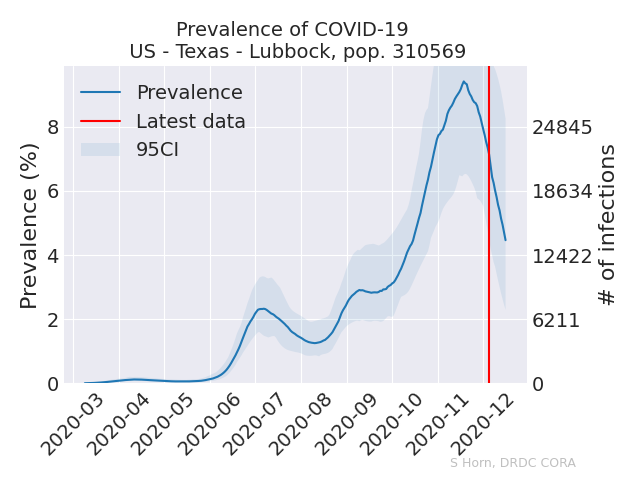 Prevalence of COVID-19
US - Texas - Lubbock, pop. 310569
Prevalence
Latest data
95CI
Prevalence (%)
8
6
4
2
0
24845
18634
12422
6211
0
# of infections
2020-03
2020-04
2020-05
2020-06
2020-07
2020-08
2020-09
2020-10
2020-11
2020-12
S Horn, DRDC CORA